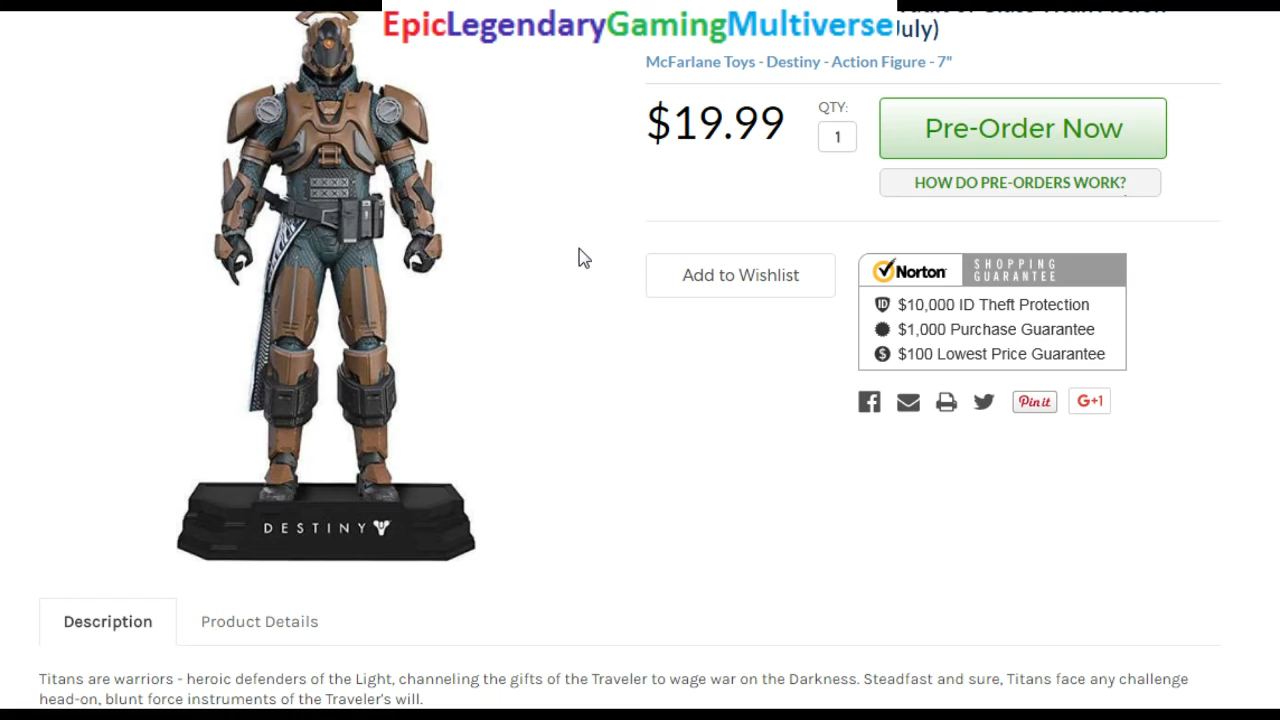 EpicLegendaryGamingMultiverse
July)
McFarlane Toys - Destiny - Action Figure - 7"
$19.99
QTY:
1
Pre-Order Now
HOW DO PRE-ORDERS WORK?
Add to Wishlist
Norton
SHOPPING
GUARANTEE
ID $10,000 ID Theft Protection
$1,000 Purchase Guarantee
$ $100 Lowest Price Guarantee
Pin it
G+1
DESTINY
Description
Product Details
Titans are warriors - heroic defenders of the Light, channeling the gifts of the Traveler to wage war on the Darkness. Steadfast and sure, Titans face any challenge
head-on, blunt force instruments of the Traveler's will.